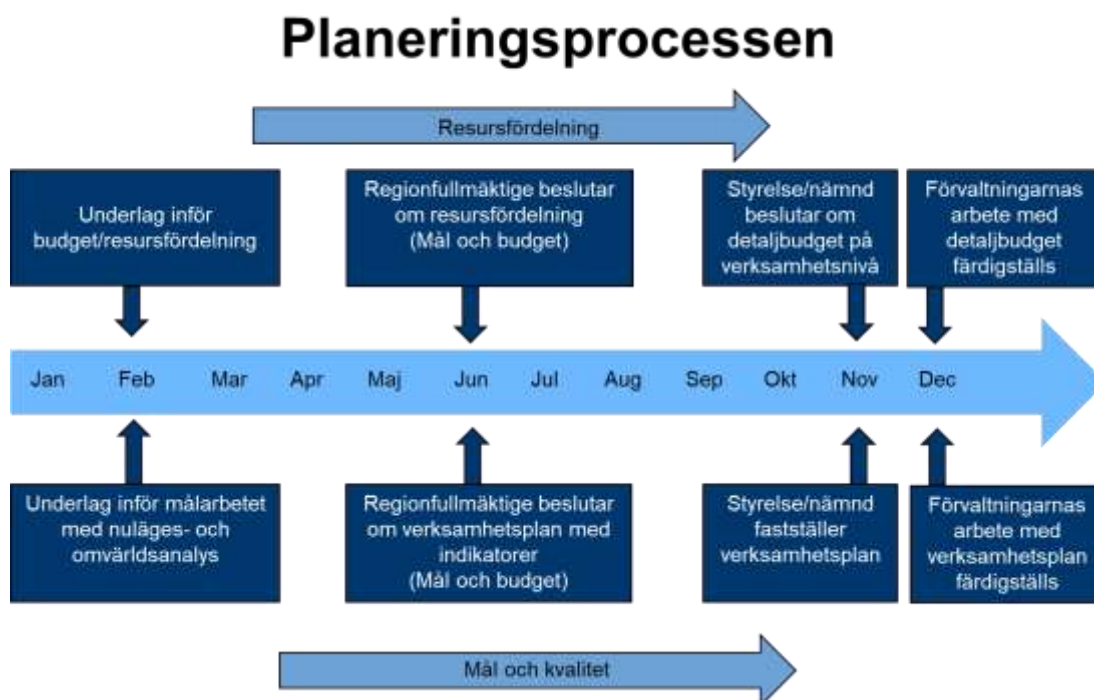 Planeringsprocessen
Resursfördelning
Underlag inför
budget/resursfördelning
Regionfullmäktige beslutar
om resursfördelning
(Mål och budget)
Styrelse/nämnd
beslutar om
detaljbudget på
verksamhetsnivå
Förvaltningarnas
arbete med
detaljbudget
färdigställs
Jan Feb Mar Apr Maj Jun Jul Aug Sep Okt Nov Dec
Underlag inför målarbetet
med nuläges- och
omvärldsanalys
Regionfullmäktige beslutar
om verksamhetsplan med
indikatorer
(Mål och budget)
Styrelse/nämnd
fastställer
verksamhetsplan
Förvaltningarnas
arbete med
verksamhetsplan
färdigställs
Mål och kvalitet